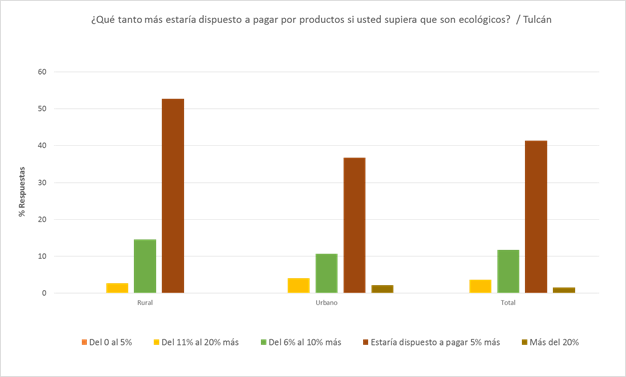 ¿Qué tanto más estaría dispuesto a pagar por productos si usted supiera que son ecológicos? / Tulcán
60
50
40
30
20
10
0
% Respuestas
Rural Urbano Total
Del 0 al 5% Del 11% al 20% más Del 6% al 10% más Estaría dispuesto a pagar 5% más Más del 20%